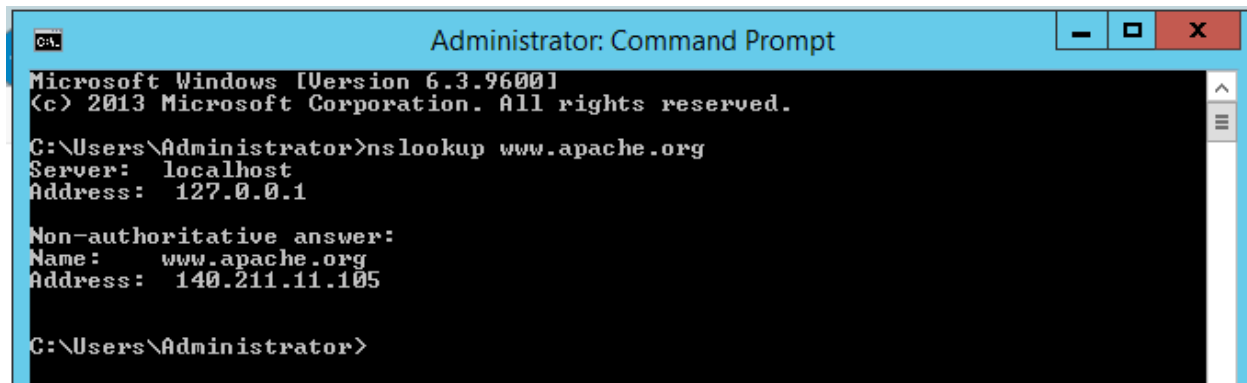 Administrator: Command Prompt
Microsoft Windows [Version 6.3.9600]
(c) 2013 Microsoft Corporation. All rights reserved.
C:\Users\Administrator>nslookup www.apache.org
Server:  localhost
Address:  127.0.0.1
Non-authoritative answer:
Name:    www.apache.org
Address:  140.211.11.105
C:\Users\Administrator>